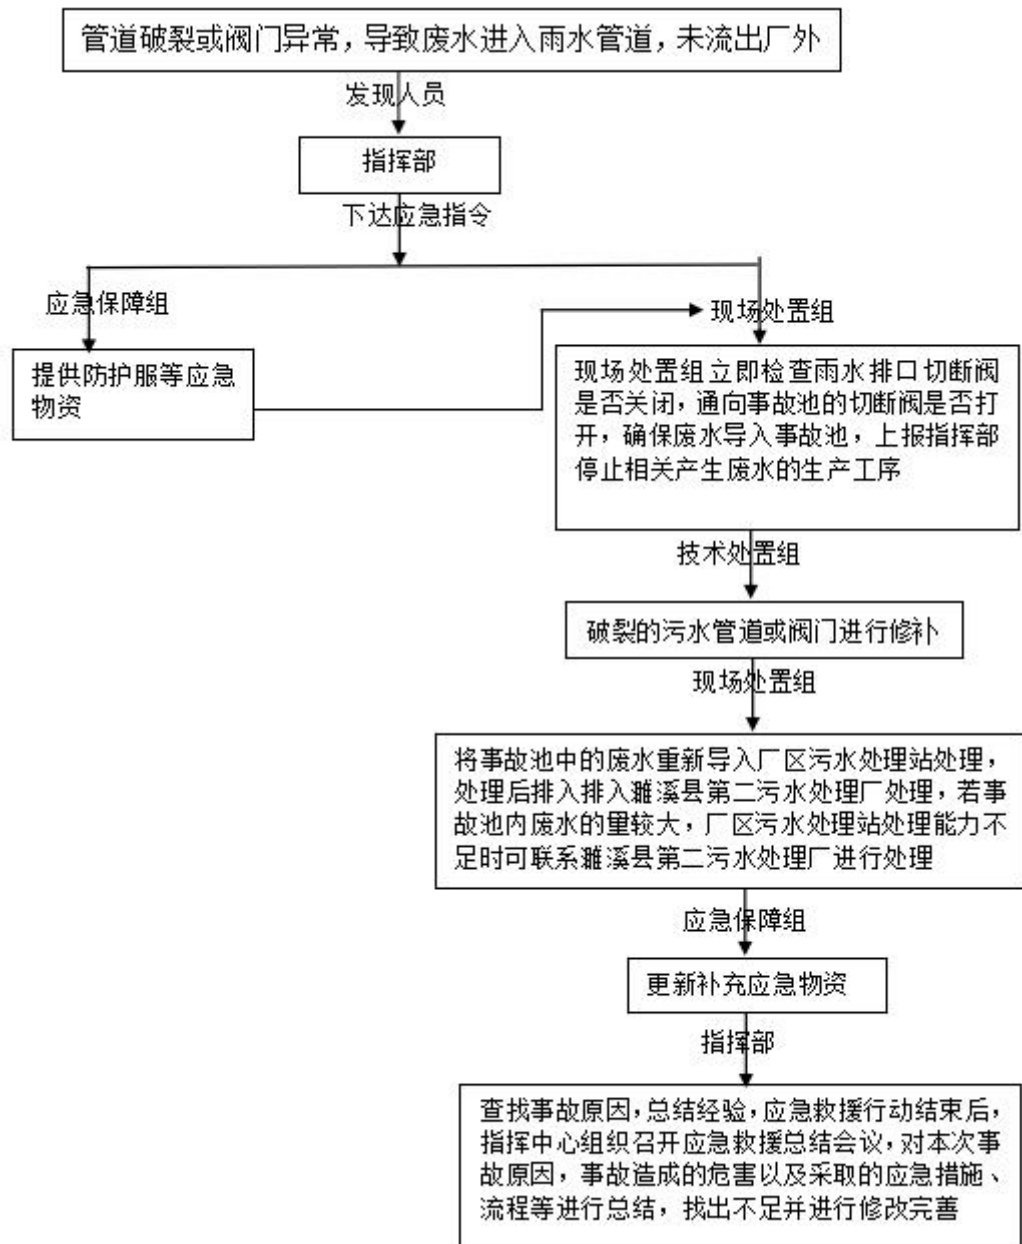 管道破裂或阀门异常，导致废水进入雨水管道，未流出厂外
发现人员
指挥部
下达应急指令
应急保障组
现场处置组
提供防护服等应急
物资
现场处置组立即检查雨水排口切断阀
是否关闭，通向事故池的切断阀是否打
开，确保废水导入事故池，上报指挥部
停止相关产生废水的生产工序
技术处置组
破裂的污水管道或阀门进行修补
现场处置组
将事故池中的废水重新导入厂区污水处理站处理，
处理后排入排入濉溪县第二污水处理厂处理，若事
故池内废水的量较大，厂区污水处理站处理能力不
足时可联系濉溪县第二污水处理厂进行处理
应急保障组
更新补充应急物资
指挥部
查找事故原因，总结经验，应急救援行动结束后，
指挥中心组织召开应急救援总结会议，对本次事
故原因，事故造成的危害以及采取的应急措施、
流程等进行总结，找出不足并进行修改完善